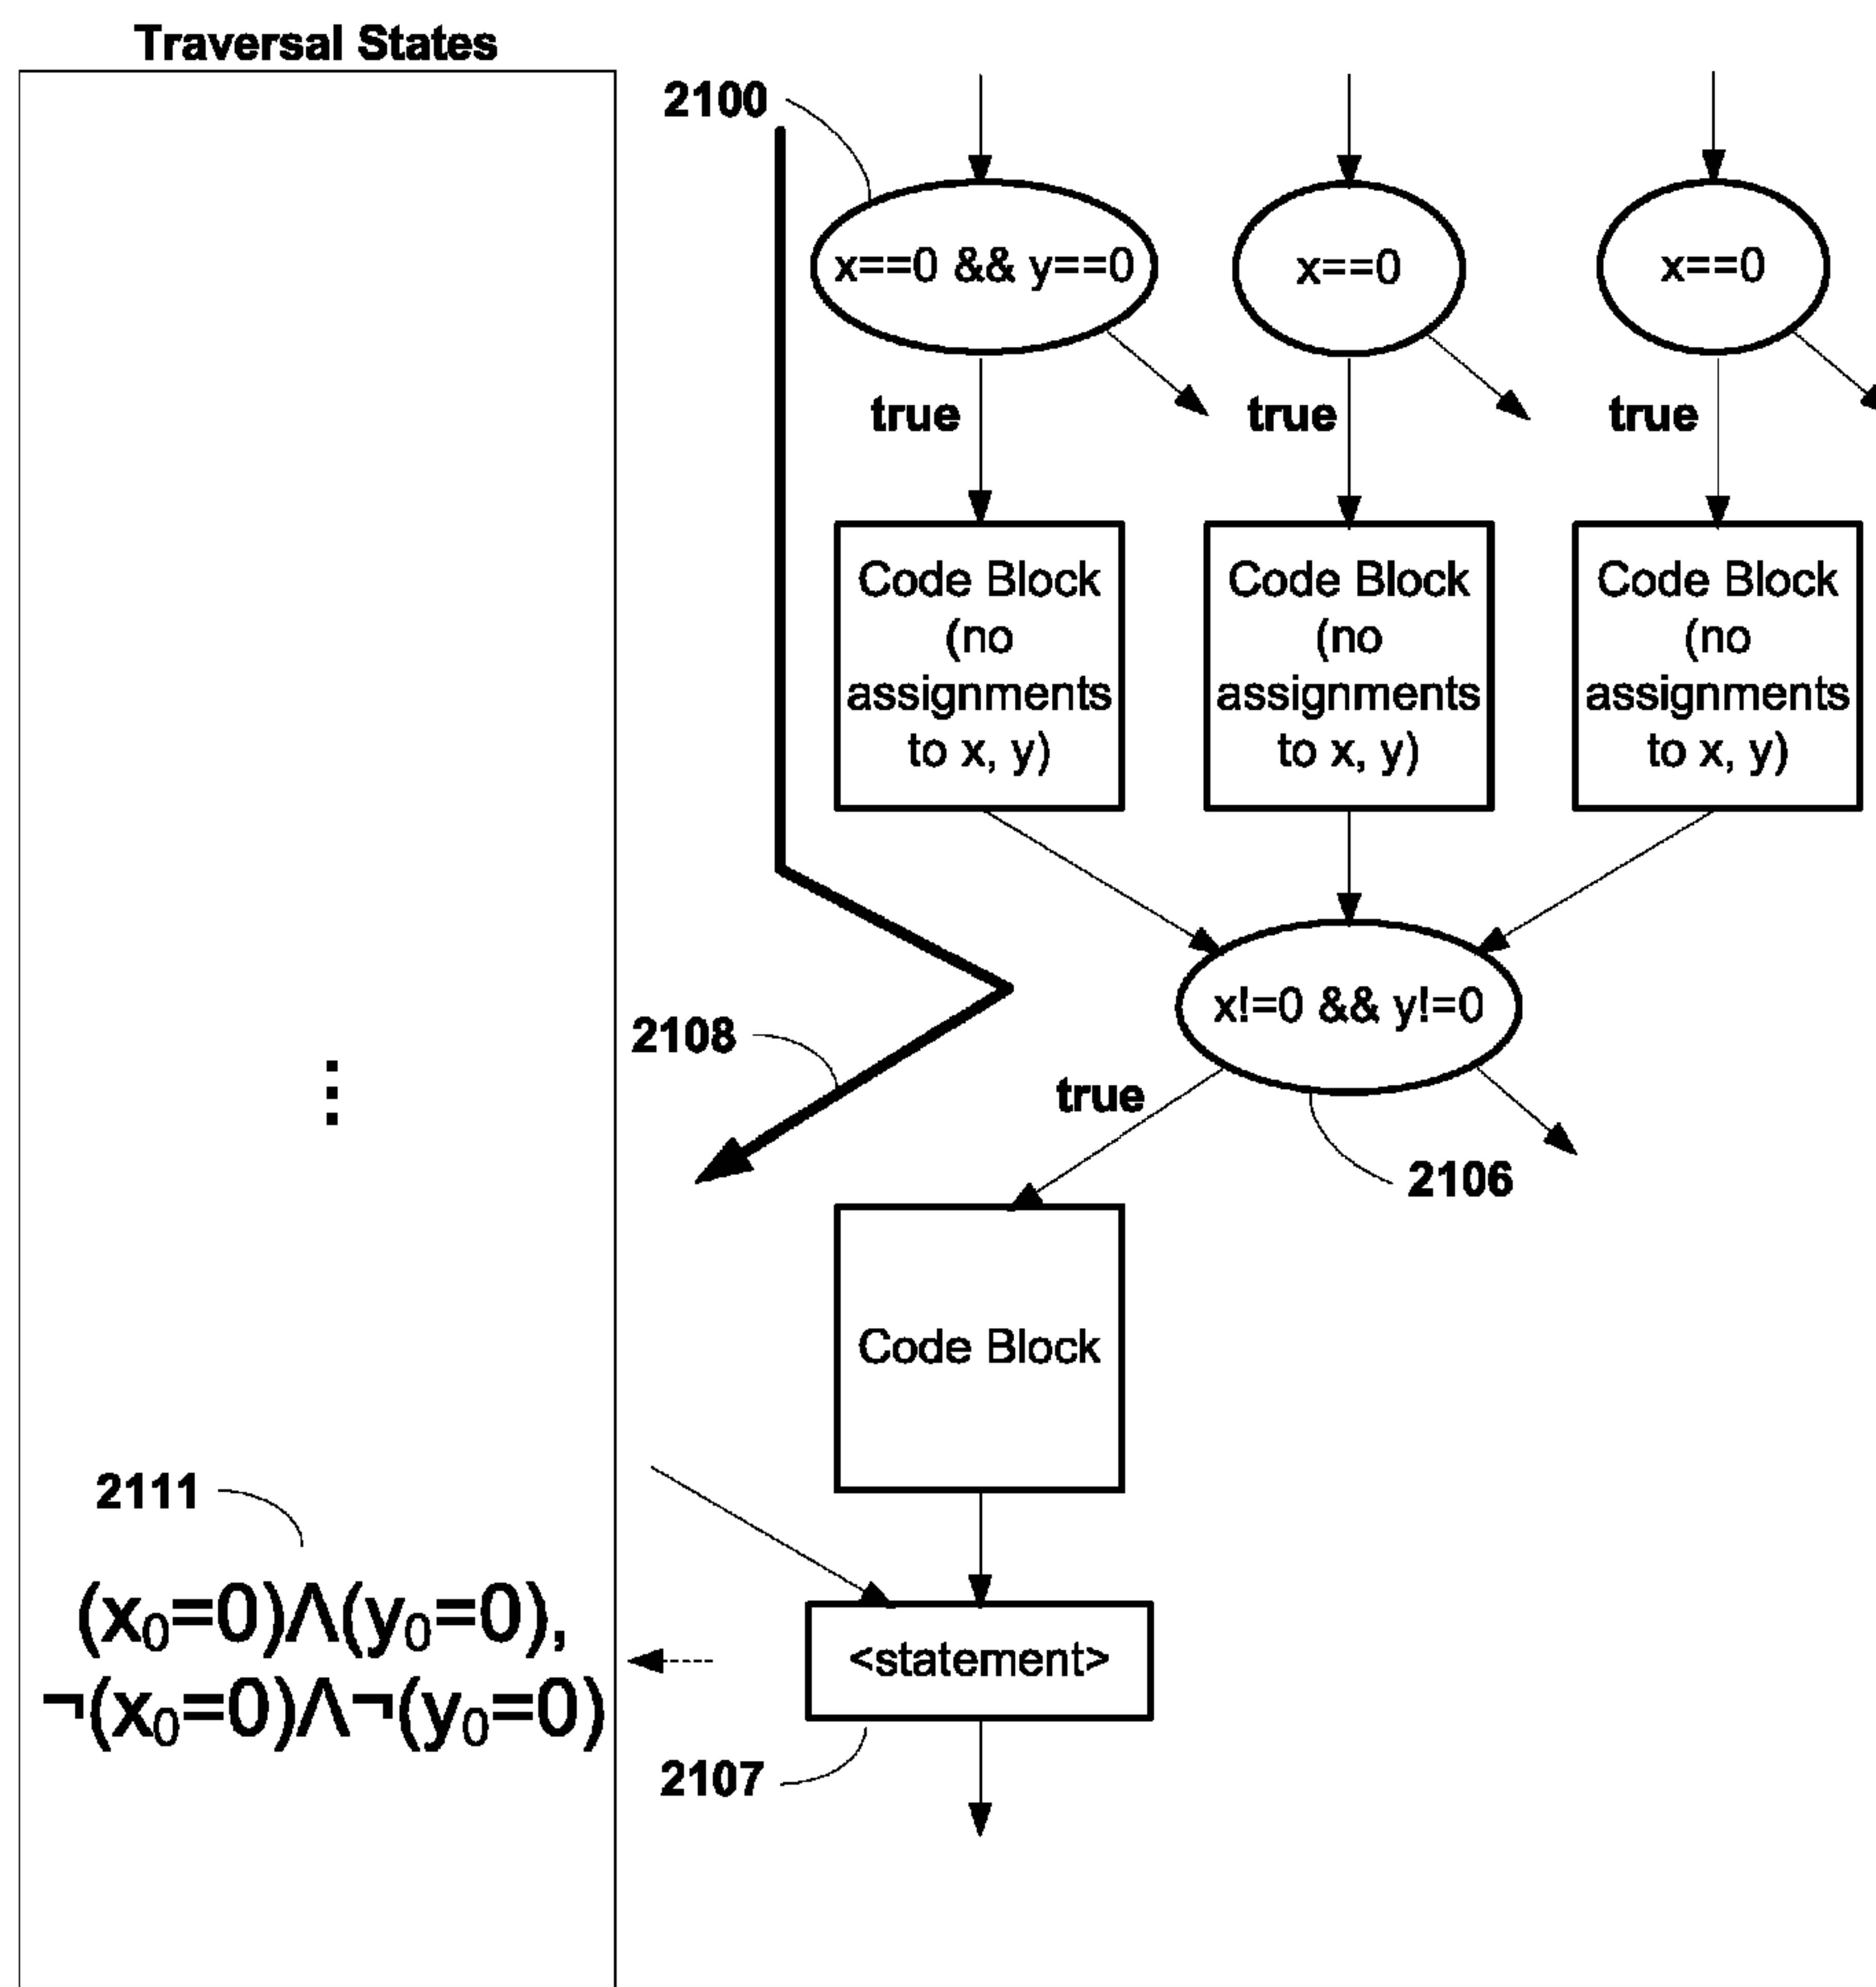 Traversal States
2100
x==0 && y==0
x==0
x==0
true
true
true
Code Block
(no
assignments
to x, y)
Code Block
(no
assignments
to x, y)
Code Block
(no
assignments
to x, y)
x!=0 && y!=0
2108
true
2106
⋮
Code Block
2111
(x₀=0)⋀(y₀=0),
¬(x₀=0)⋀¬(y₀=0)
<statement>
2107